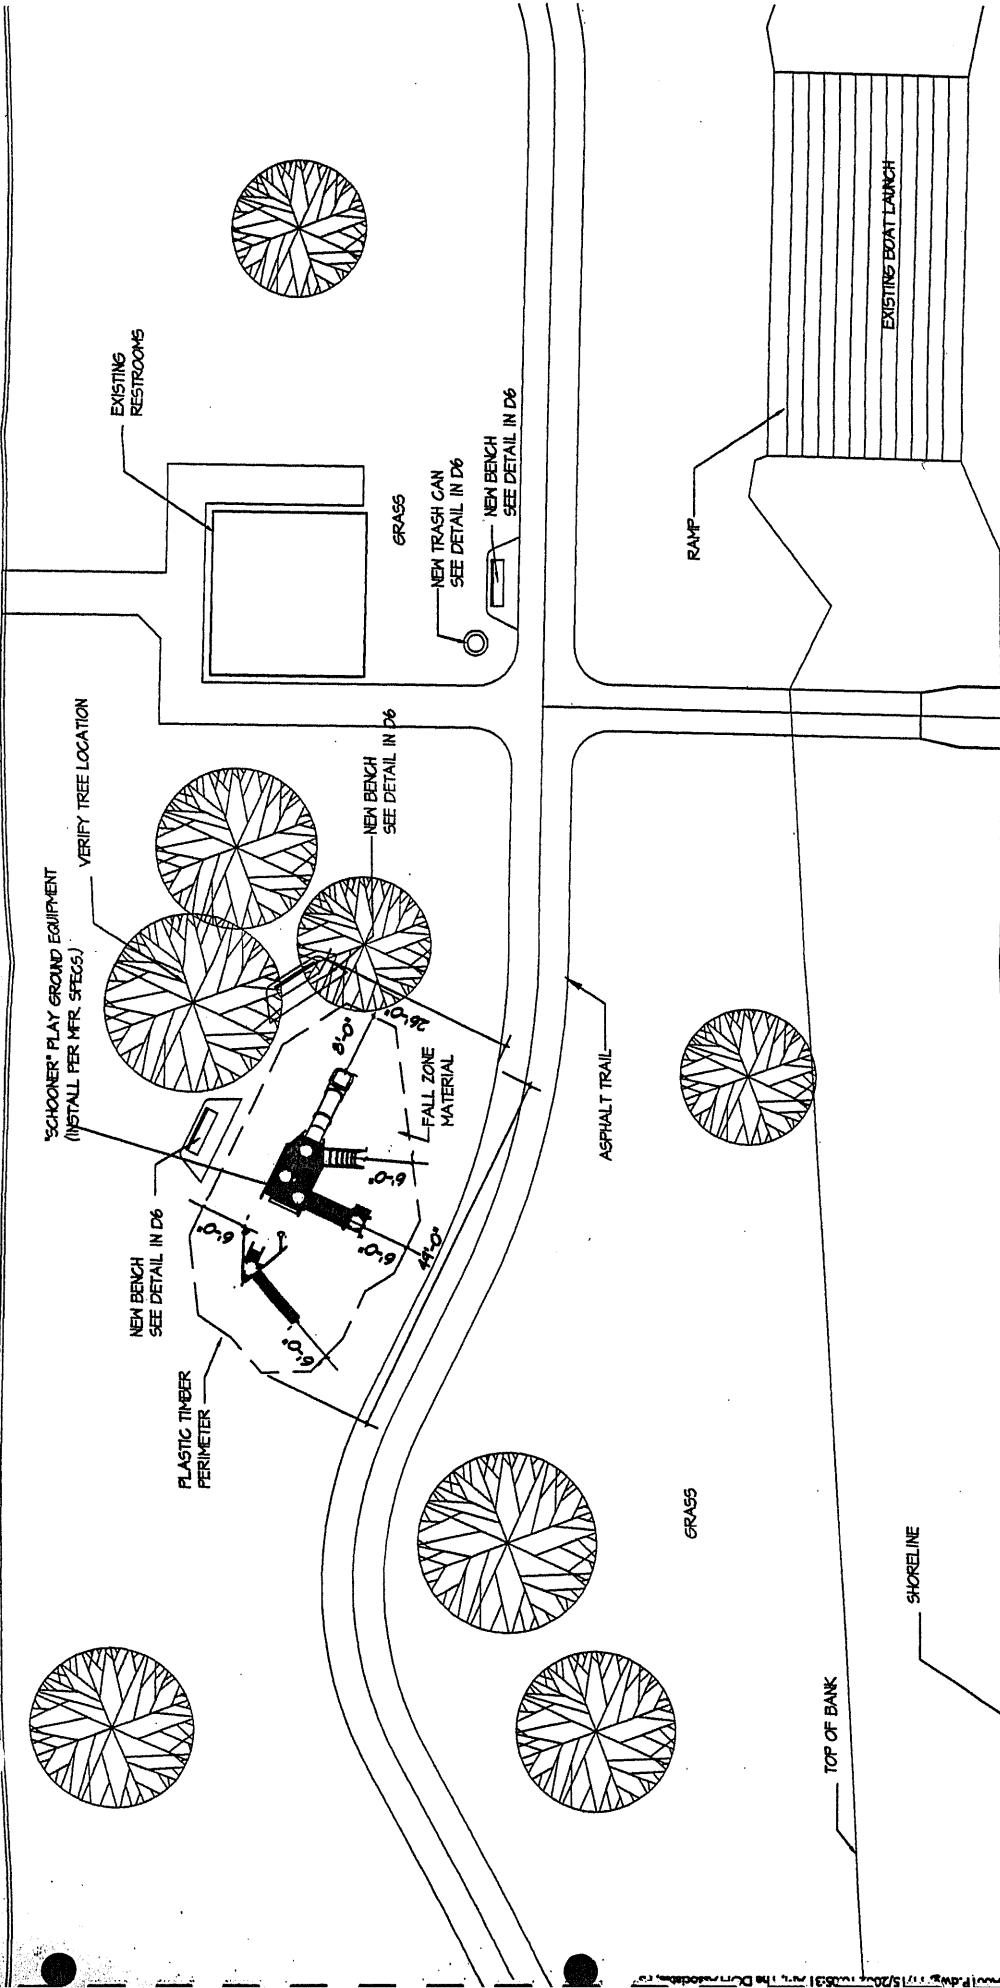 "SCHOONER" PLAY GROUND EQUIPMENT
(INSTALL PER MFR. SPECS.)
VERIFY TREE LOCATION
EXISTING
RESTROOMS
NEW BENCH
SEE DETAIL IN D6
PLASTIC TIMBER
PERIMETER
6'-0"
6'-0"
6'-0"
6'-0"
8'-0"
26'-0"
49'-0"
FALL ZONE
MATERIAL
NEW BENCH
SEE DETAIL IN D6
GRASS
NEW TRASH CAN
SEE DETAIL IN D6
NEW BENCH
SEE DETAIL IN D6
ASPHALT TRAIL
RAMP
EXISTING BOAT LAUNCH
GRASS
TOP OF BANK
SHORELINE